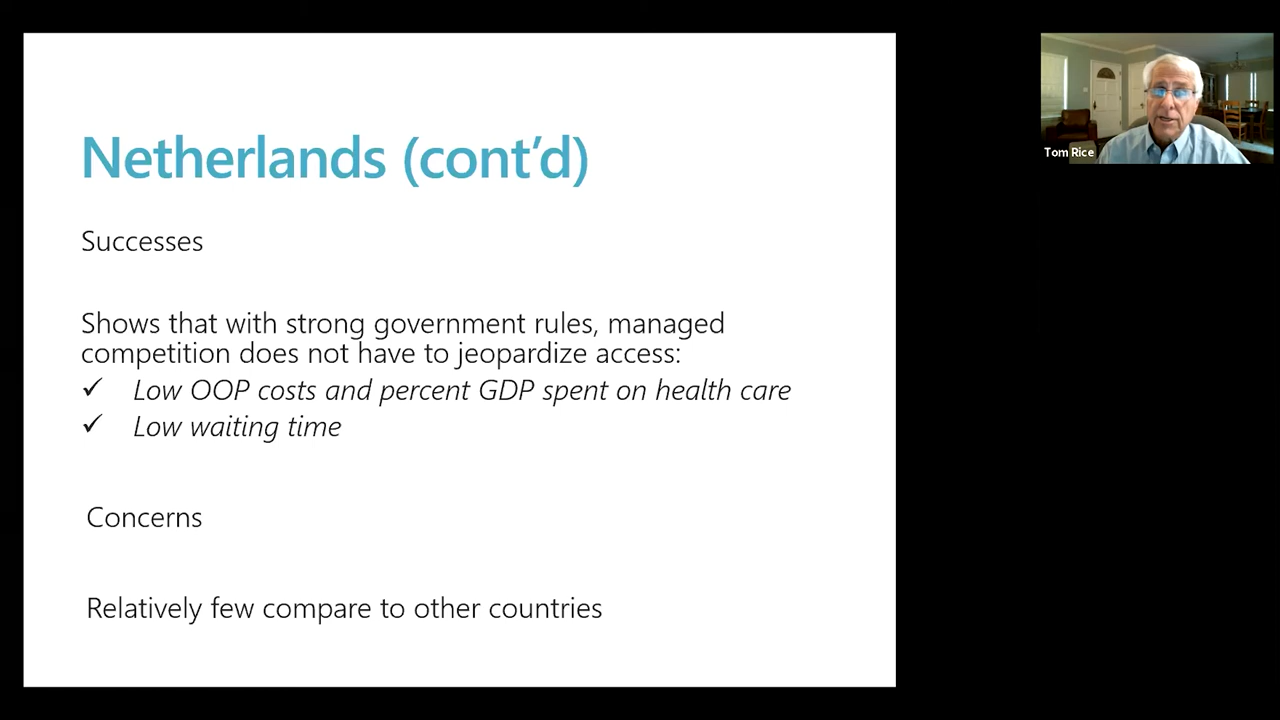 Netherlands (cont’d)
Successes
Shows that with strong government rules, managed
competition does not have to jeopardize access:
✓ Low OOP costs and percent GDP spent on health care
✓ Low waiting time
Concerns
Relatively few compare to other countries
Tom Rice